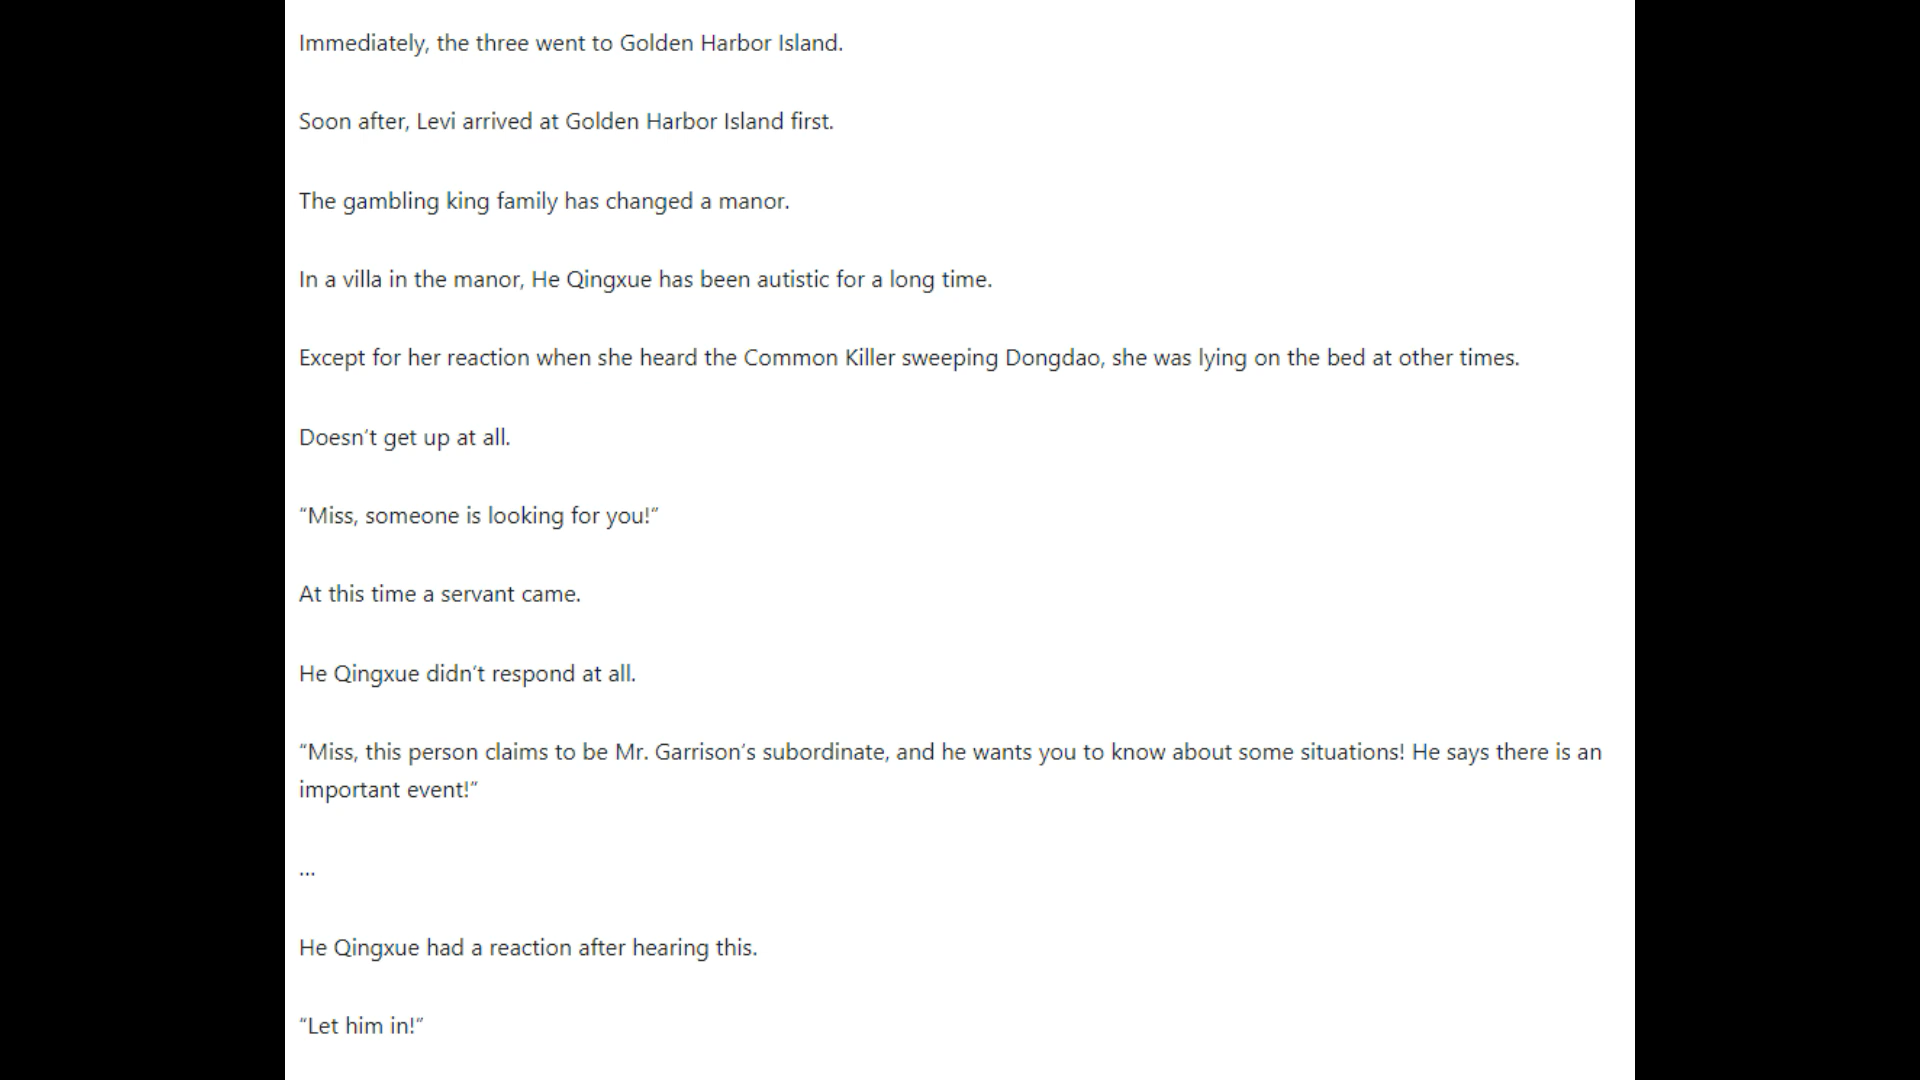 Immediately, the three went to Golden Harbor Island.
Soon after, Levi arrived at Golden Harbor Island first.
The gambling king family has changed a manor.
In a villa in the manor, He Qingxue has been autistic for a long time.
Except for her reaction when she heard the Common Killer sweeping Dongdao, she was lying on the bed at other times.
Doesn’t get up at all.
“Miss, someone is looking for you!”
At this time a servant came.
He Qingxue didn’t respond at all.
“Miss, this person claims to be Mr. Garrison’s subordinate, and he wants you to know about some situations! He says there is an
important event!”
...
He Qingxue had a reaction after hearing this.
“Let him in!”